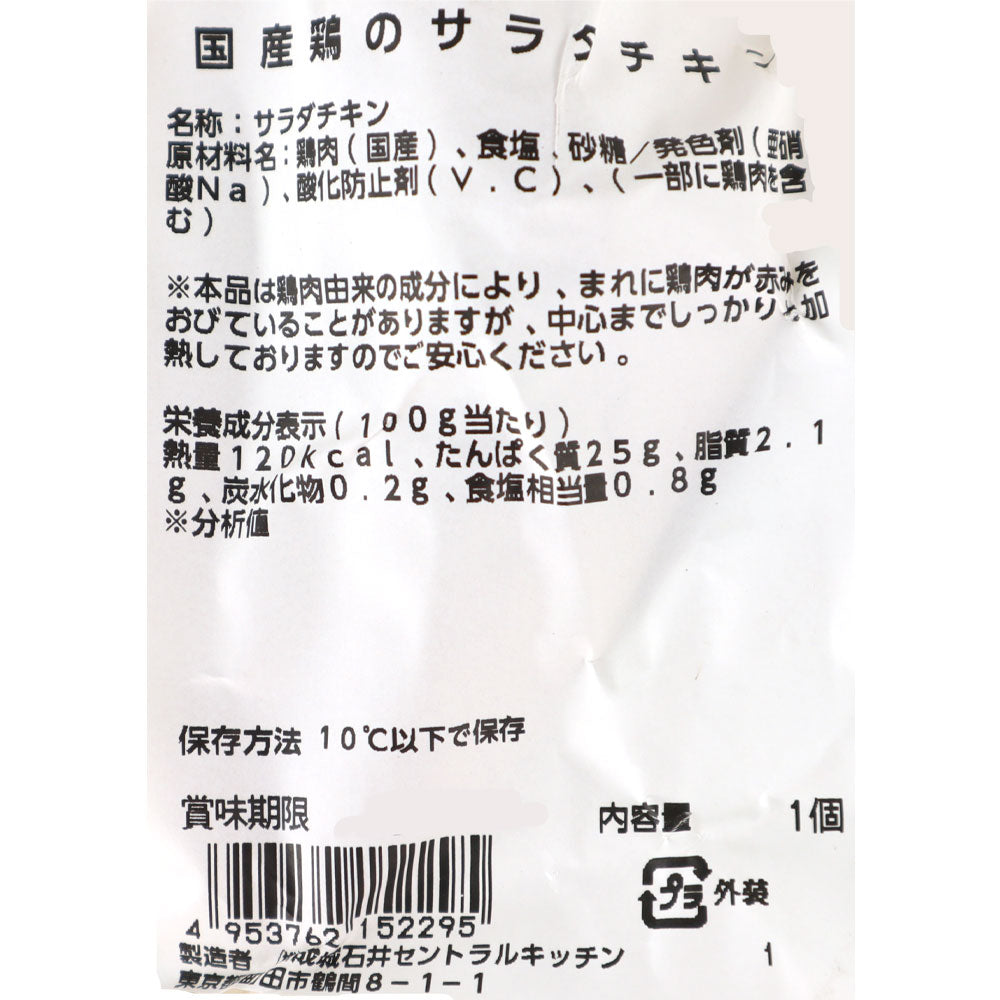 国産鶏のサラダチキン
名称：サラダチキン
原材料名：鶏肉（国産）、食塩、砂糖／発色剤（亜硝
酸Na）、酸化防止剤（V．C）、（一部に鶏肉を含
む）
※本品は鶏肉由来の成分により、まれに鶏肉が赤みを
おびていることがありますが、中心までしっかりと加
熱しておりますのでご安心ください。
栄養成分表示（100g当たり）
熱量120kcal、たんぱく質25g、脂質2．1
g、炭水化物0．2g、食塩相当量0．8g
※分析値
保存方法 10℃以下で保存
賞味期限
内容量 1個
プラ 外装
4 953762 152295
製造者 成城石井セントラルキッチン 1
東京都町田市鶴間8－1－1